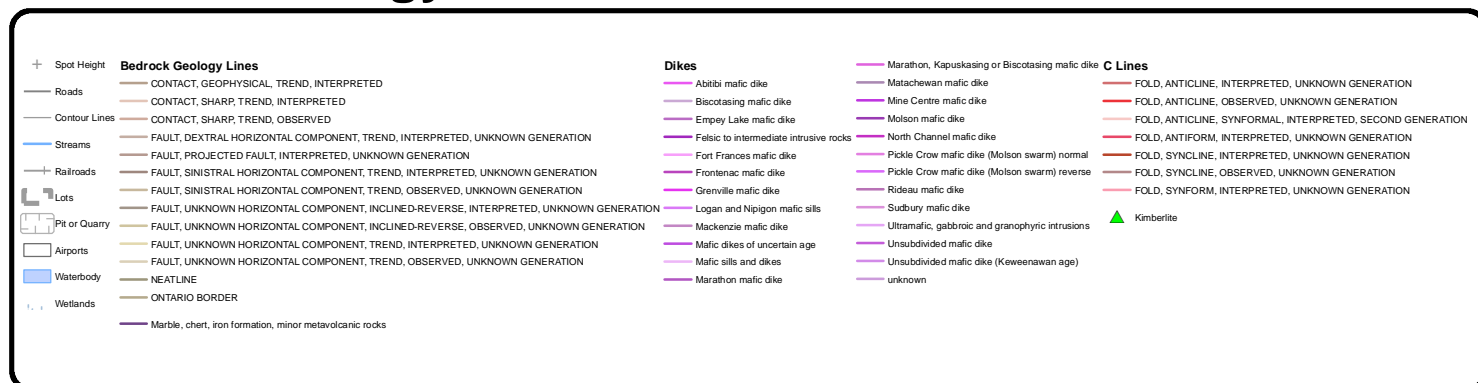 Spot Height
Roads
Contour Lines
Streams
Railroads
Lots
Pit or Quarry
Airports
Waterbody
Wetlands
Bedrock Geology Lines
CONTACT, GEOPHYSICAL, TREND, INTERPRETED
CONTACT, SHARP, TREND, INTERPRETED
CONTACT, SHARP, TREND, OBSERVED
FAULT, DEXTRAL HORIZONTAL COMPONENT, TREND, INTERPRETED, UNKNOWN GENERATION
FAULT, PROJECTED FAULT, INTERPRETED, UNKNOWN GENERATION
FAULT, SINISTRAL HORIZONTAL COMPONENT, TREND, INTERPRETED, UNKNOWN GENERATION
FAULT, SINISTRAL HORIZONTAL COMPONENT, TREND, OBSERVED, UNKNOWN GENERATION
FAULT, UNKNOWN HORIZONTAL COMPONENT, INCLINED-REVERSE, INTERPRETED, UNKNOWN GENERATION
FAULT, UNKNOWN HORIZONTAL COMPONENT, INCLINED-REVERSE, OBSERVED, UNKNOWN GENERATION
FAULT, UNKNOWN HORIZONTAL COMPONENT, TREND, INTERPRETED, UNKNOWN GENERATION
FAULT, UNKNOWN HORIZONTAL COMPONENT, TREND, OBSERVED, UNKNOWN GENERATION
NEATLINE
ONTARIO BORDER
Marble, chert, iron formation, minor metavolcanic rocks
Dikes
Abitibi mafic dike
Biscotasing mafic dike
Empey Lake mafic dike
Felsic to intermediate intrusive rocks
Fort Frances mafic dike
Frontenac mafic dike
Grenville mafic dike
Logan and Nipigon mafic sills
Mackenzie mafic dike
Mafic dikes of uncertain age
Mafic sills and dikes
Marathon mafic dike
Marathon, Kapuskasing or Biscotasing mafic dike
Matachewan mafic dike
Mine Centre mafic dike
Molson mafic dike
North Channel mafic dike
Pickle Crow mafic dike (Molson swarm) normal
Pickle Crow mafic dike (Molson swarm) reverse
Rideau mafic dike
Sudbury mafic dike
Ultramafic, gabbroic and granophyric intrusions
Unsubdivided mafic dike
Unsubdivided mafic dike (Keweenawan age)
unknown
C Lines
FOLD, ANTICLINE, INTERPRETED, UNKNOWN GENERATION
FOLD, ANTICLINE, OBSERVED, UNKNOWN GENERATION
FOLD, ANTICLINE, SYNFORMAL, INTERPRETED, SECOND GENERATION
FOLD, ANTIFORM, INTERPRETED, UNKNOWN GENERATION
FOLD, SYNCLINE, INTERPRETED, UNKNOWN GENERATION
FOLD, SYNCLINE, OBSERVED, UNKNOWN GENERATION
FOLD, SYNFORM, INTERPRETED, UNKNOWN GENERATION
Kimberlite